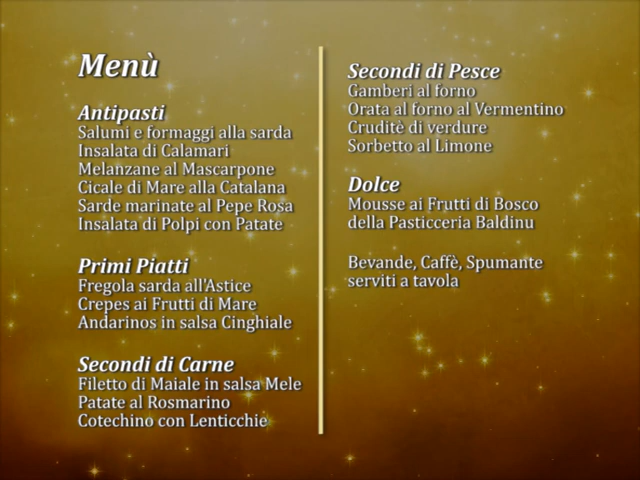 Menù
Antipasti
Salumi e formaggi alla sarda
Insalata di Calamari
Melanzane al Mascarpone
Cicale di Mare alla Catalana
Sarde marinate al Pepe Rosa
Insalata di Polpi con Patate
Primi Piatti
Fregola sarda all'Astice
Crepes ai Frutti di Mare
Andarinos in salsa Cinghiale
Secondi di Carne
Filetto di Maiale in salsa Mele
Patate al Rosmarino
Cotechino con Lenticchie
Secondi di Pesce
Gamberi al forno
Orata al forno al Vermentino
Cruditè di verdure
Sorbetto al Limone
Dolce
Mousse ai Frutti di Bosco
della Pasticceria Baldinu
Bevande, Caffè, Spumante
serviti a tavola